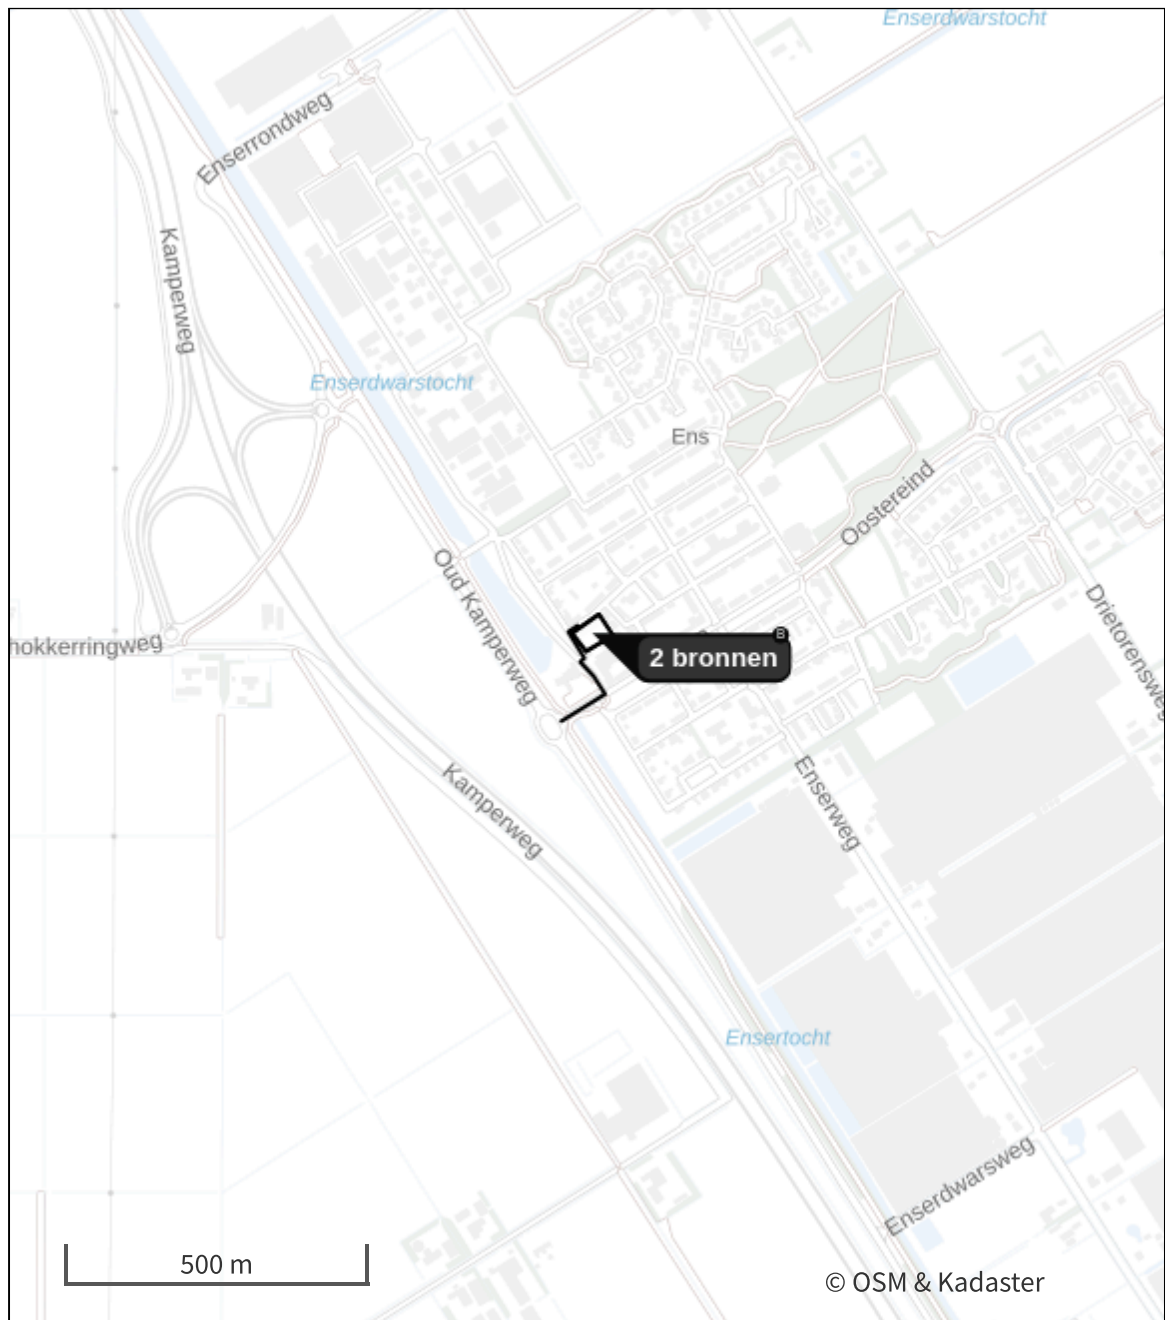 Enserdwarstocht
Enserrondweg
Kamperweg
Enserdwarstocht
Ens
Oostereind
Oud Kamperweg
Drietorensweg
hokkerringweg
B
2 bronnen
Kamperweg
Enserweg
Ensertocht
Enserdwarsweg
500 m
© OSM & Kadaster